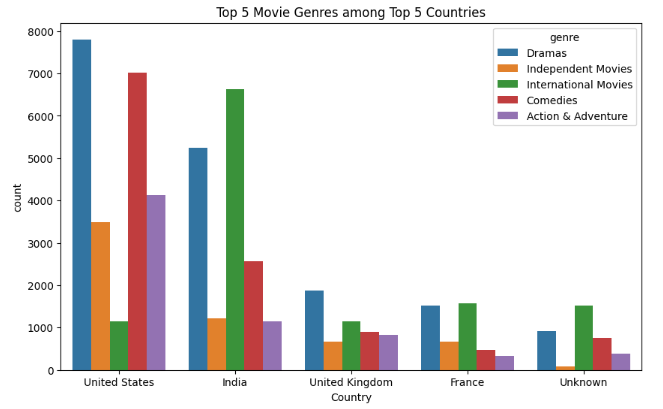 Top 5 Movie Genres among Top 5 Countries
genre
Dramas
Independent Movies
International Movies
Comedies
Action & Adventure
count
8000
7000
6000
5000
4000
3000
2000
1000
0
United States
India
United Kingdom
France
Unknown
Country